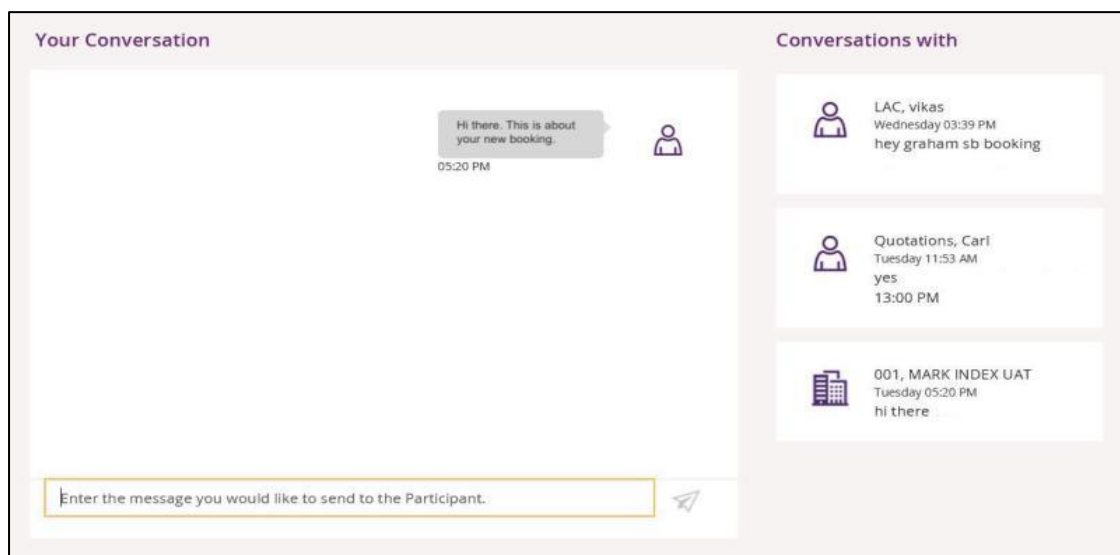 Your Conversation
Hi there. This is about
your new booking.
05:20 PM
Enter the message you would like to send to the Participant.
Conversations with
LAC, vikas
Wednesday 03:39 PM
hey graham sb booking
Quotations, Carl
Tuesday 11:53 AM
yes
13:00 PM
001, MARK INDEX UAT
Tuesday 05:20 PM
hi there